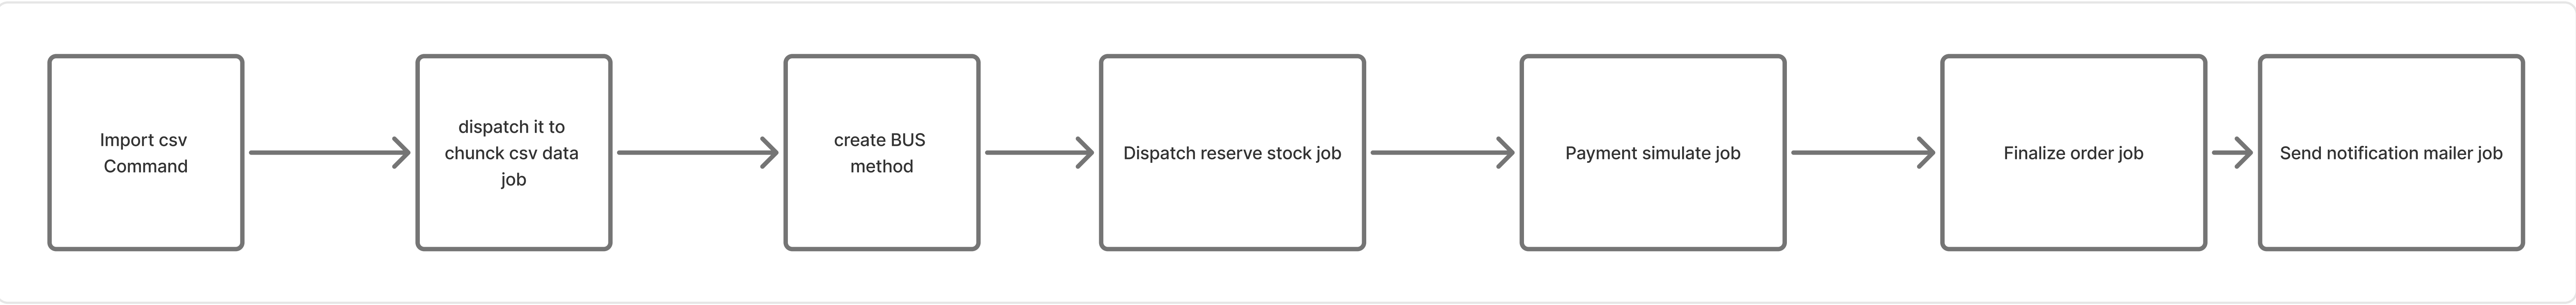 Import csv
Command
dispatch it to
chunck csv data
job
create BUS
method
Dispatch reserve stock job
Payment simulate job
Finalize order job
Send notification mailer job